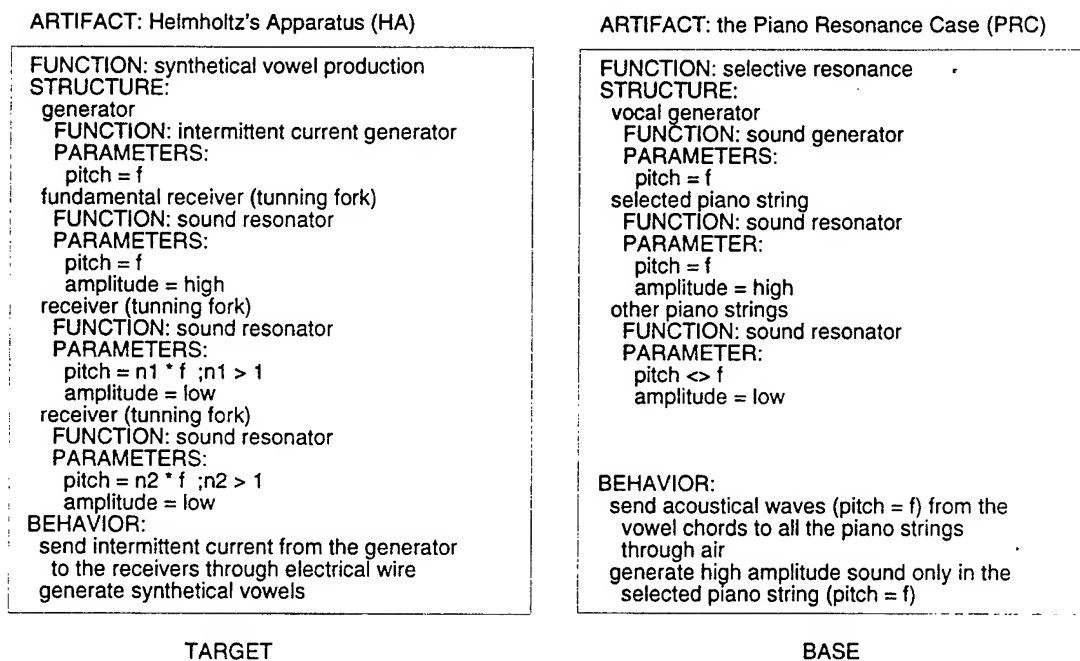 ARTIFACT: Helmholtz's Apparatus (HA)
FUNCTION: synthetical vowel production
STRUCTURE:
generator
FUNCTION: intermittent current generator
PARAMETERS:
pitch = f
fundamental receiver (tunning fork)
FUNCTION: sound resonator
PARAMETERS:
pitch = f
amplitude = high
receiver (tunning fork)
FUNCTION: sound resonator
PARAMETERS:
pitch = n1 * f ;n1 > 1
amplitude = low
receiver (tunning fork)
FUNCTION: sound resonator
PARAMETERS:
pitch = n2 * f ;n2 > 1
amplitude = low
BEHAVIOR:
send intermittent current from the generator
to the receivers through electrical wire
generate synthetical vowels
TARGET
ARTIFACT: the Piano Resonance Case (PRC)
FUNCTION: selective resonance
STRUCTURE:
vocal generator
FUNCTION: sound generator
PARAMETERS:
pitch = f
selected piano string
FUNCTION: sound resonator
PARAMETER:
pitch = f
amplitude = high
other piano strings
FUNCTION: sound resonator
PARAMETER:
pitch <> f
amplitude = low
BEHAVIOR:
send acoustical waves (pitch = f) from the
vowel chords to all the piano strings
through air
generate high amplitude sound only in the
selected piano string (pitch = f)
BASE